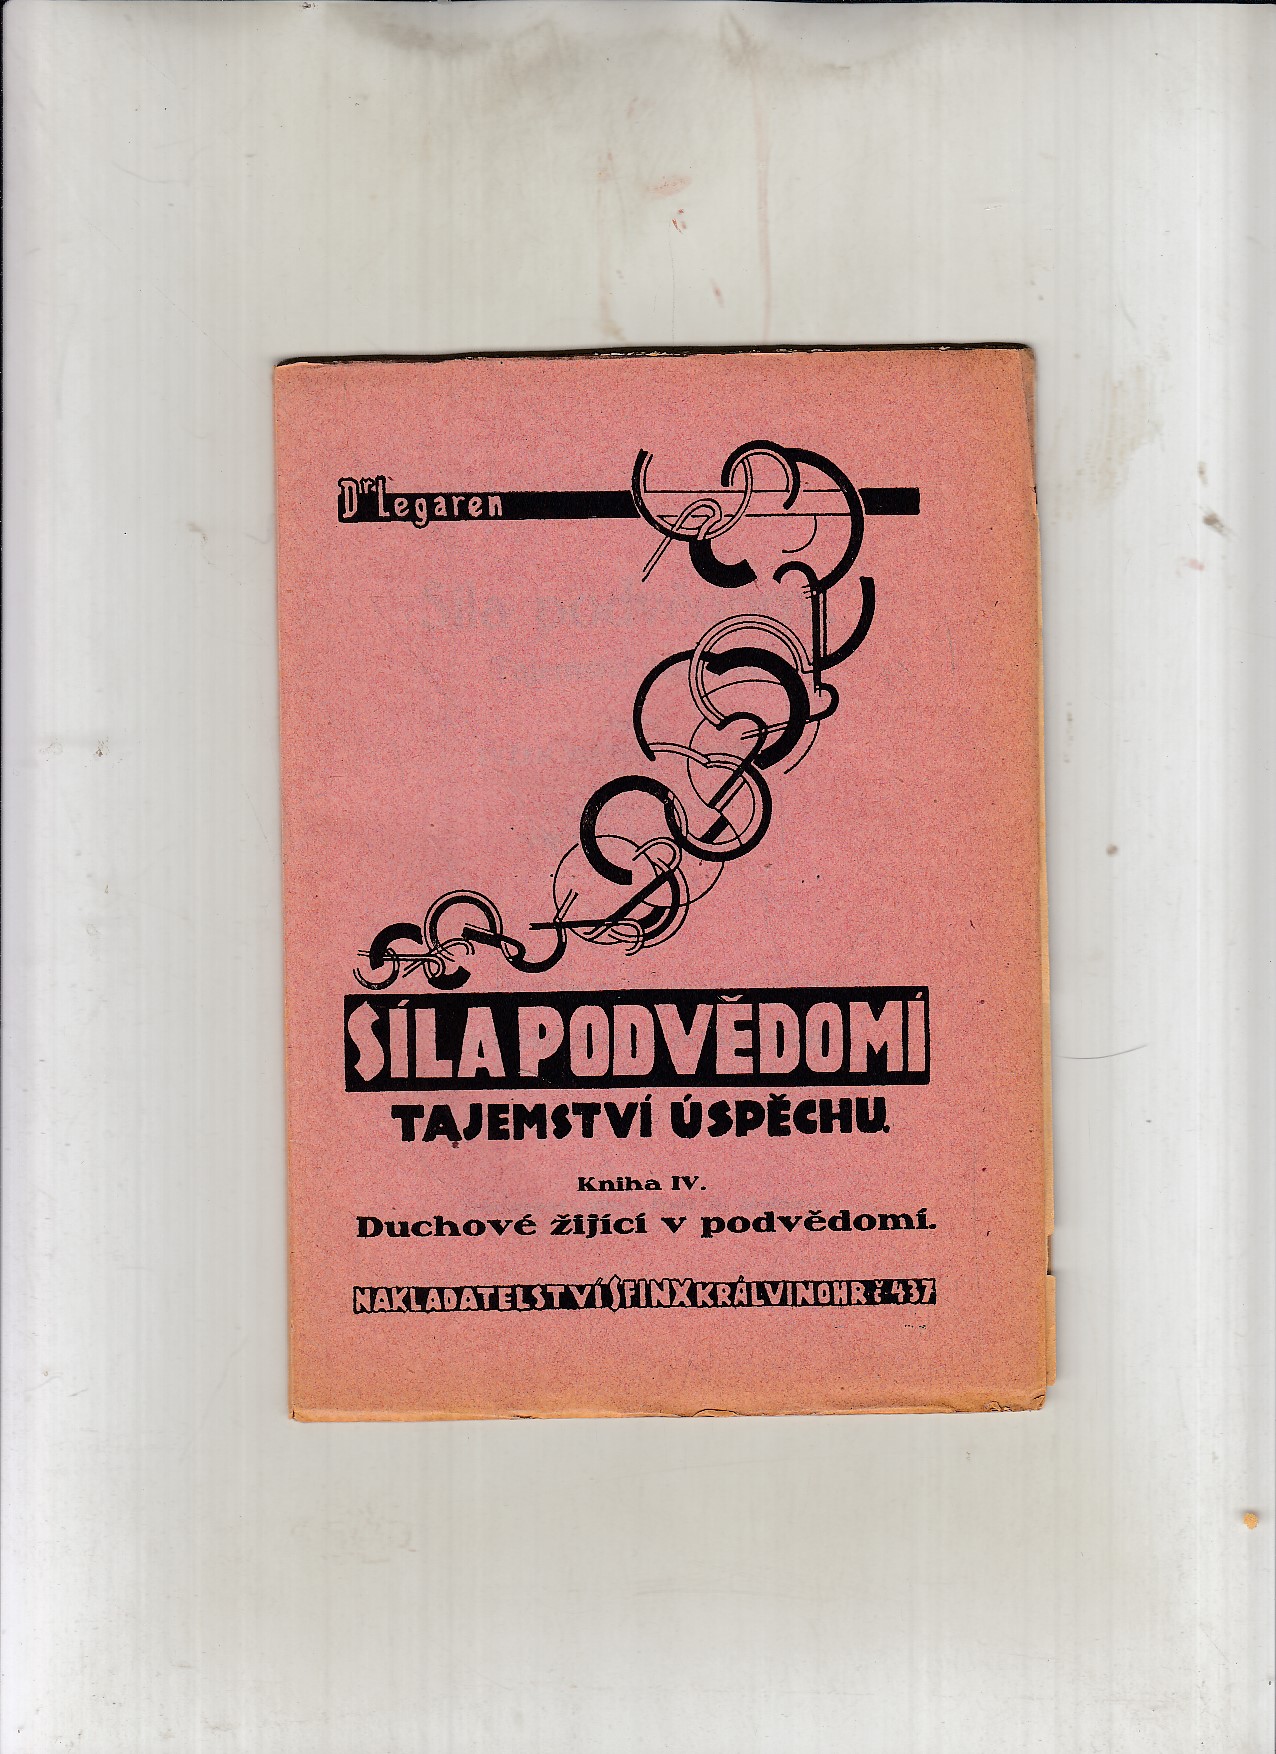 Dr Legaren
SÍLA PODVĚDOMÍ
TAJEMSTVÍ ÚSPĚCHU.
Kniha IV.
Duchové žijící v podvědomí.
NAKLADATELSTVÍ SFINX KRÁL VINOHR č 437